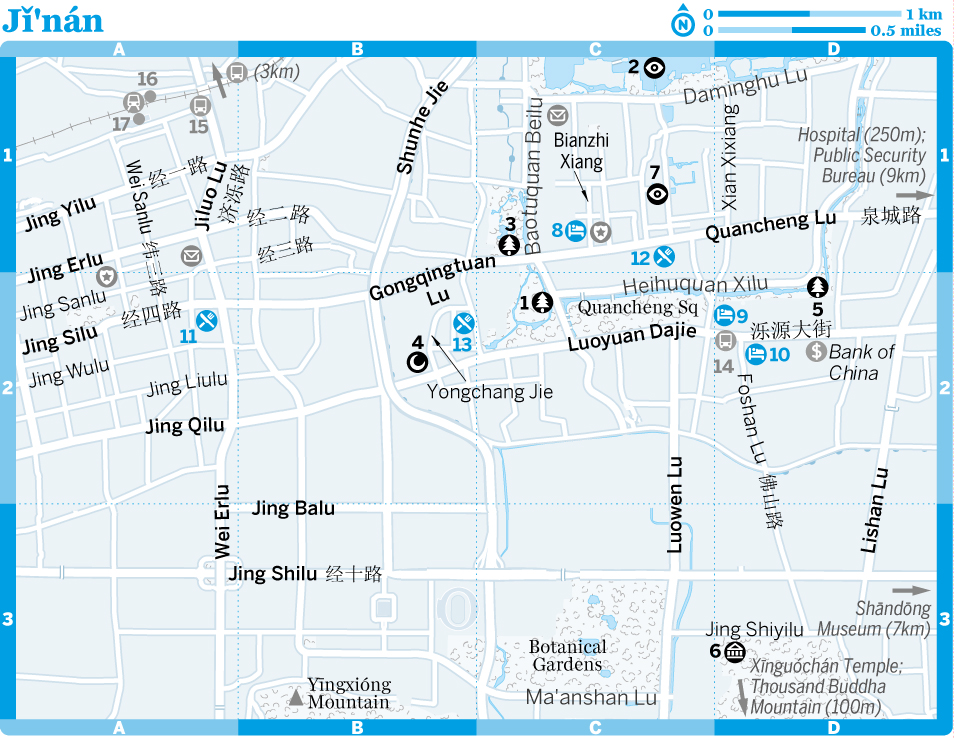 Jǐ'nán
N
0 1 km
0 0.5 miles
A B C D
1
2
3
1
2
3
A B C D
16
17
15
(3km)
2
Daminghu Lu
Shunhe Jie
Baotuquan Beilu
Bianzhi
Xiang
Xian Xixiang
Hospital (250m);
Public Security
Bureau (9km)
7
Wei Sanlu 纬三路
经一路
Jing Yilu
Jiluo Lu
济泺路
经二路
3
8
Quancheng Lu
泉城路
12
Jing Erlu
经三路
Gongqingtuan
Lu
Heihuquan Xilu
Jing Sanlu
1
Quancheng Sq
5
经四路
Jing Silu
11
13
9
泺源大街
Luoyuan Dajie
4
14
10
$
Bank of
China
Jing Wulu
Jing Liulu
Yongchang Jie
Foshan Lu 佛山路
Jing Qilu
Luowen Lu
Lishan Lu
Wei Erlu
Jing Balu
Jing Shilu 经十路
Shāndōng
Museum (7km)
Jing Shiyilu
6
Botanical
Gardens
Xīnguóchán Temple;
Thousand Buddha
Mountain (100m)
Yīngxióng
Mountain
Ma'anshan Lu